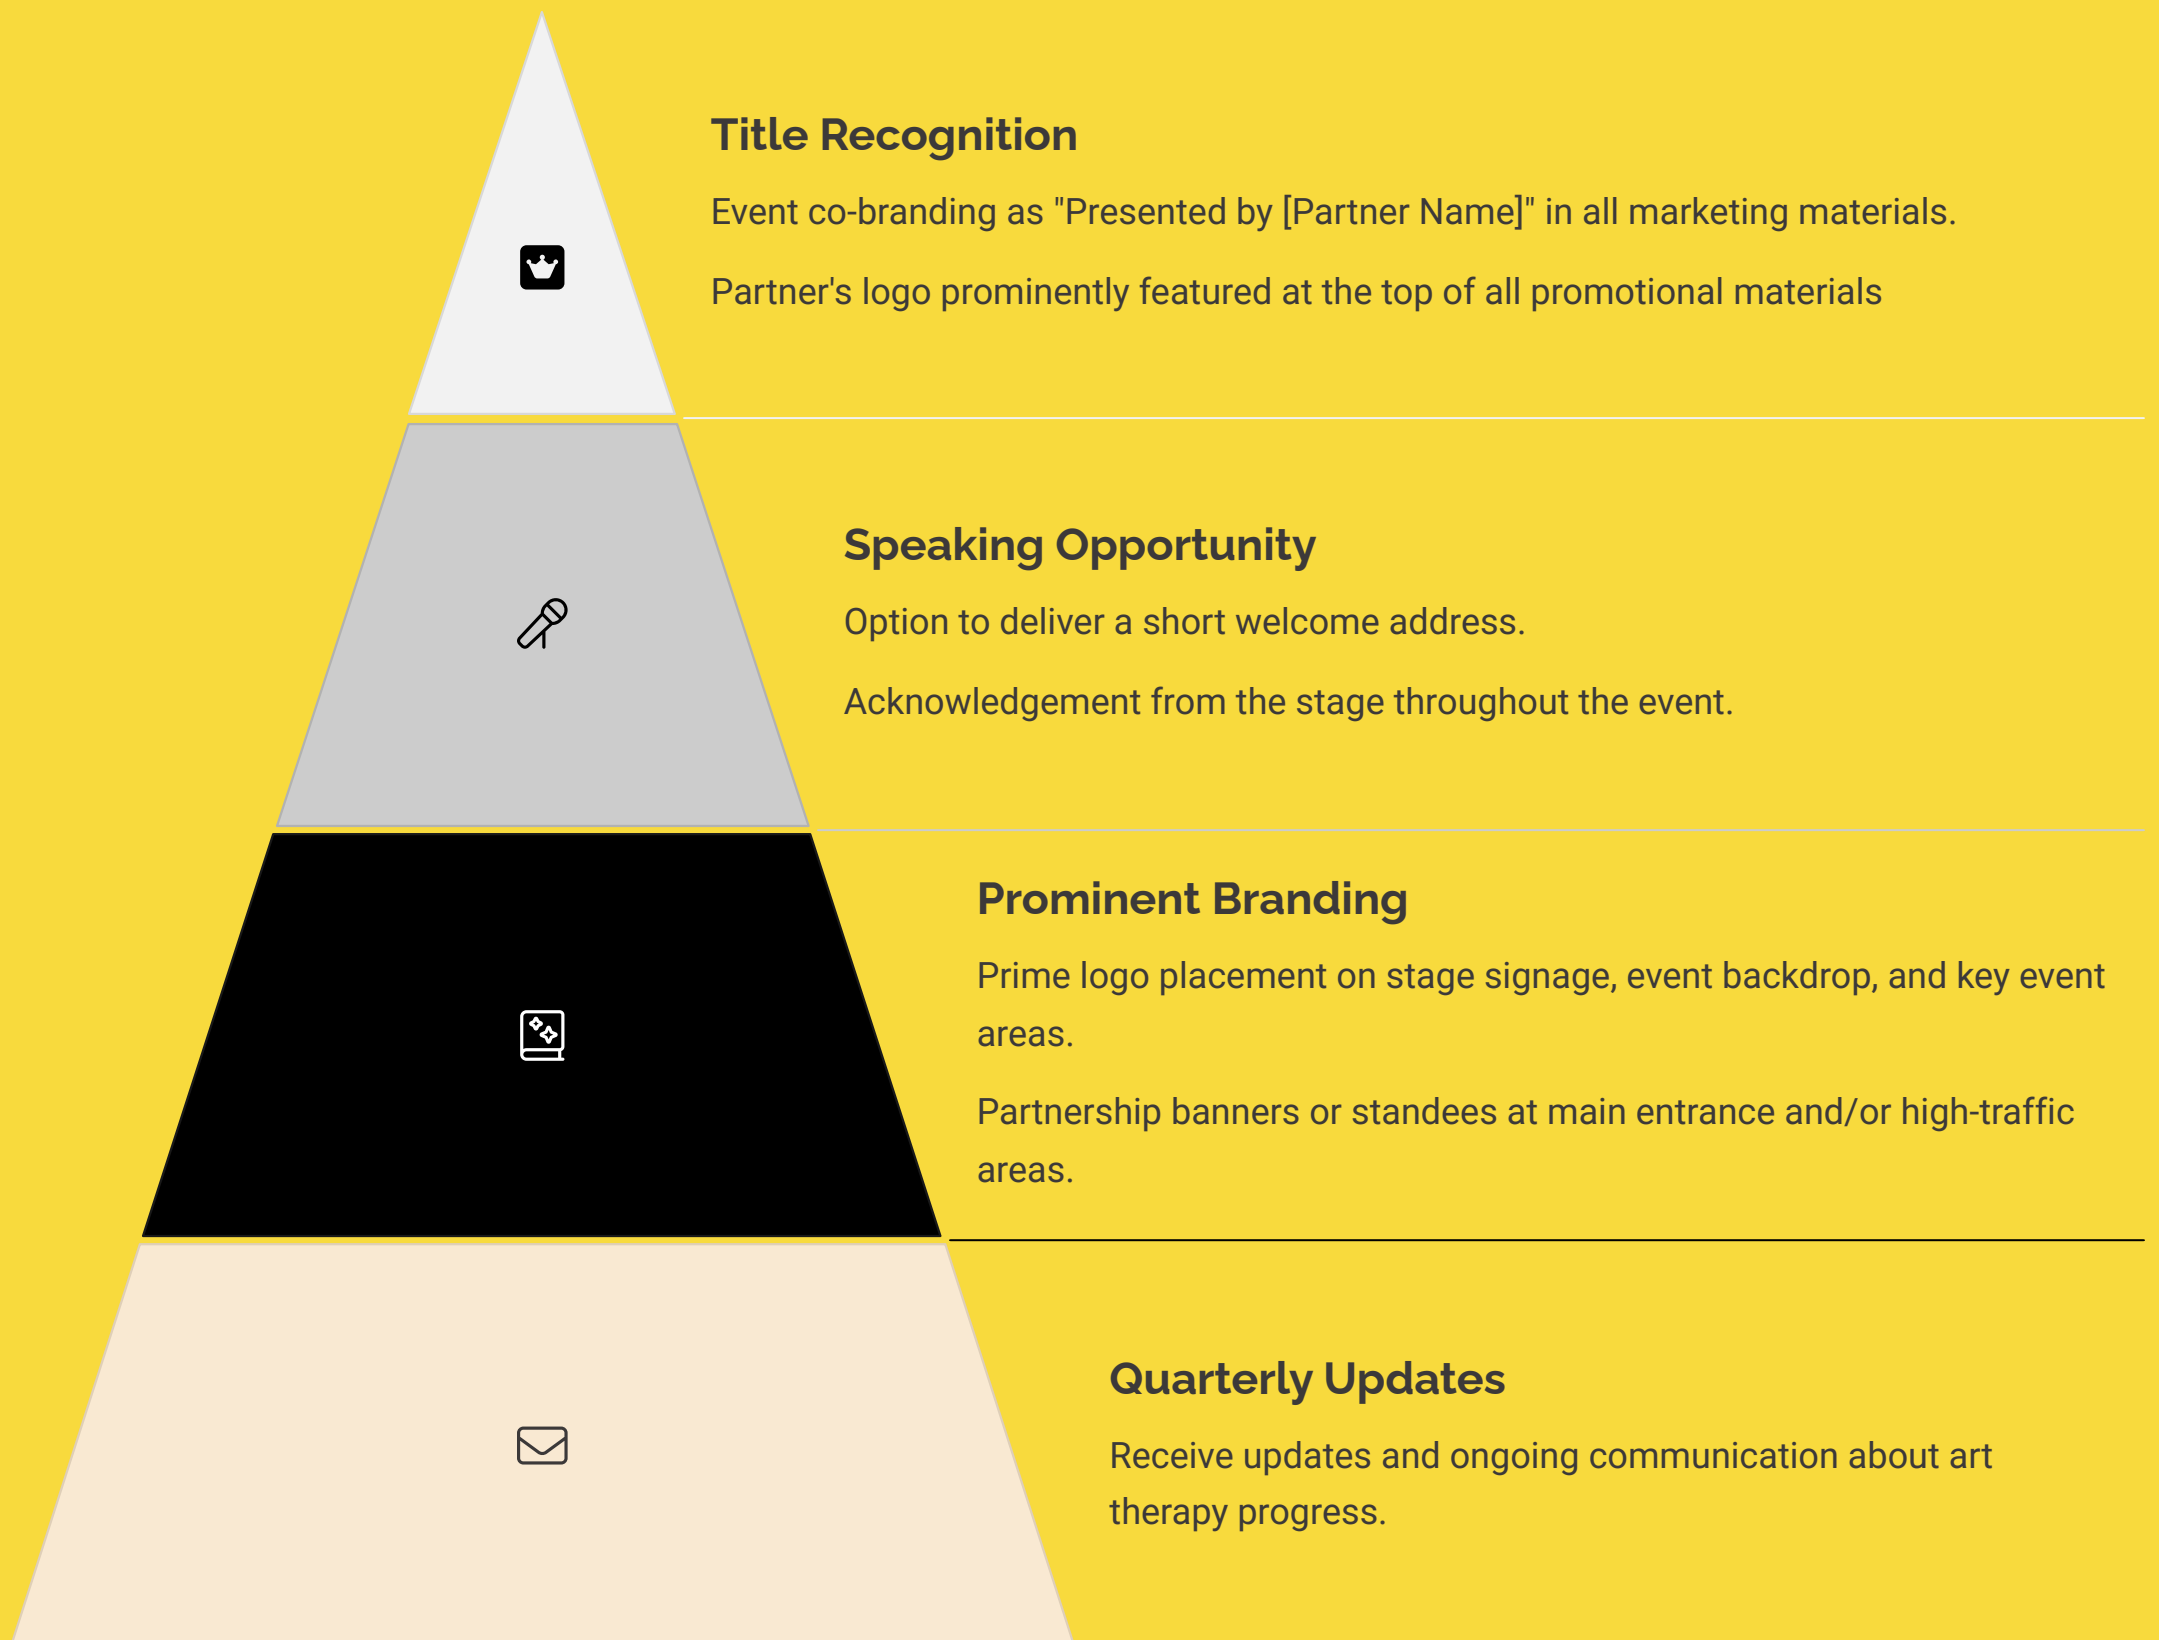 Title Recognition
Event co-branding as "Presented by [Partner Name]" in all marketing materials.
Partner's logo prominently featured at the top of all promotional materials
Speaking Opportunity
Option to deliver a short welcome address.
Acknowledgement from the stage throughout the event.
Prominent Branding
Prime logo placement on stage signage, event backdrop, and key event
areas.
Partnership banners or standees at main entrance and/or high-traffic
areas.
Quarterly Updates
Receive updates and ongoing communication about art
therapy progress.